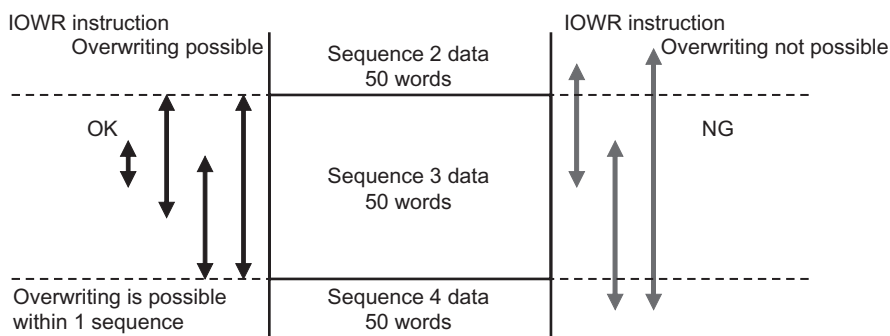 IOWR instruction
Overwriting possible
Sequence 2 data
50 words
IOWR instruction
Overwriting not possible
OK
Sequence 3 data
50 words
NG
Overwriting is possible
within 1 sequence
Sequence 4 data
50 words